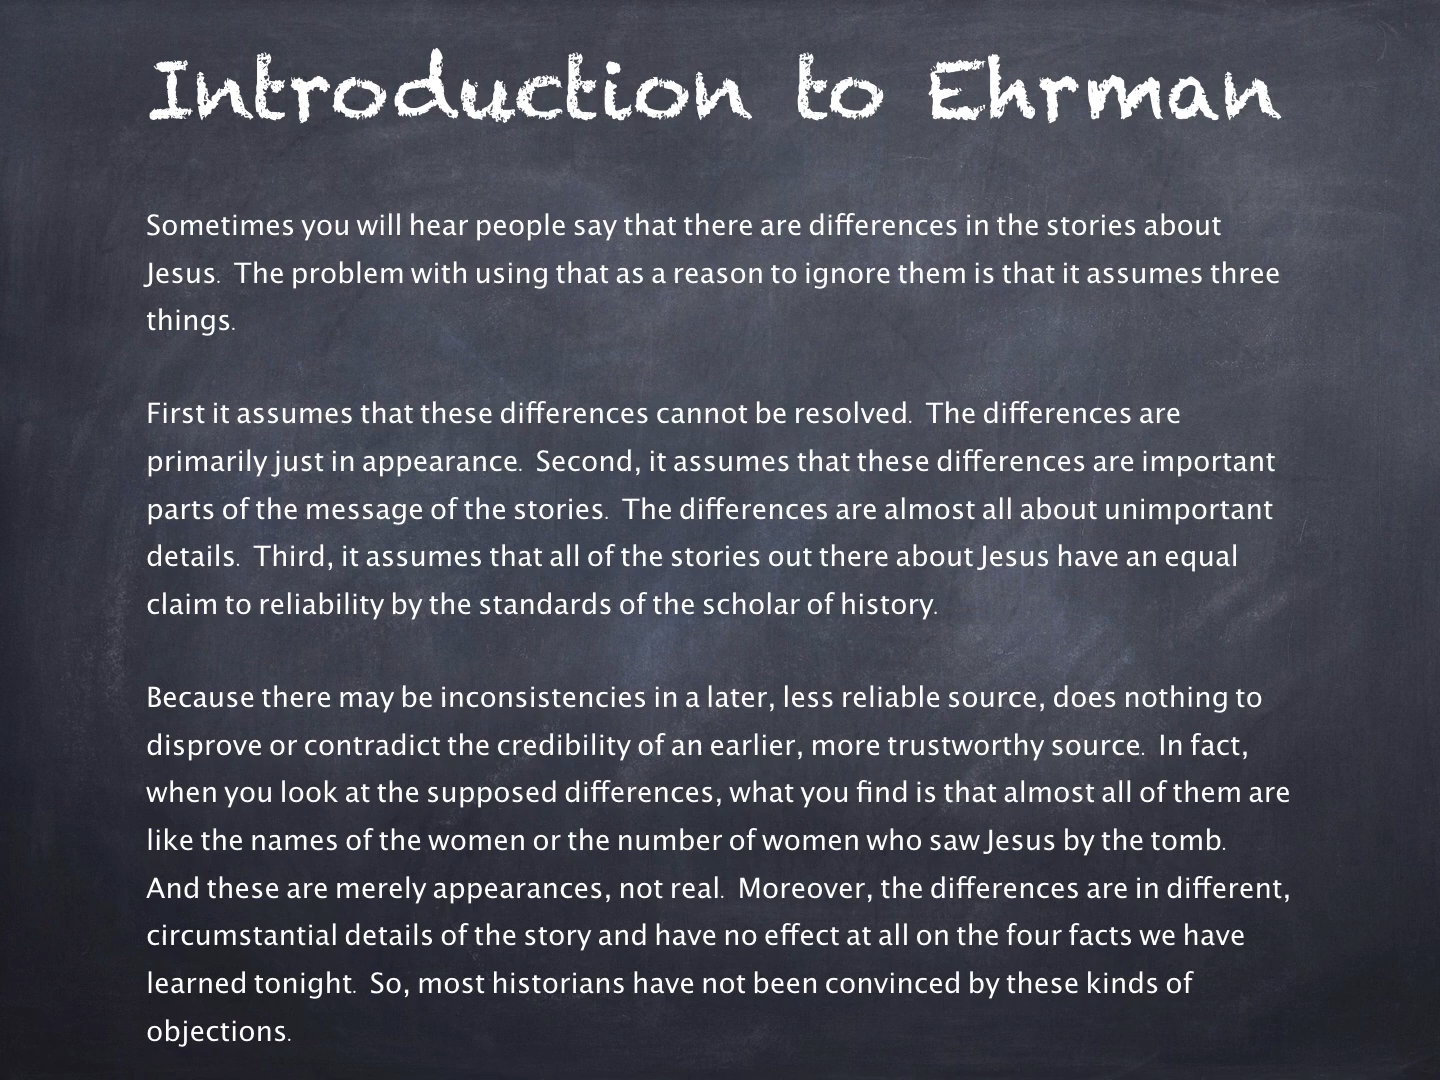 Introduction to Ehrman
Sometimes you will hear people say that there are differences in the stories about
Jesus.  The problem with using that as a reason to ignore them is that it assumes three
things.
First it assumes that these differences cannot be resolved.  The differences are
primarily just in appearance.  Second, it assumes that these differences are important
parts of the message of the stories.  The differences are almost all about unimportant
details.  Third, it assumes that all of the stories out there about Jesus have an equal
claim to reliability by the standards of the scholar of history.
Because there may be inconsistencies in a later, less reliable source, does nothing to
disprove or contradict the credibility of an earlier, more trustworthy source.  In fact,
when you look at the supposed differences, what you find is that almost all of them are
like the names of the women or the number of women who saw Jesus by the tomb.
And these are merely appearances, not real.  Moreover, the differences are in different,
circumstantial details of the story and have no effect at all on the four facts we have
learned tonight.  So, most historians have not been convinced by these kinds of
objections.